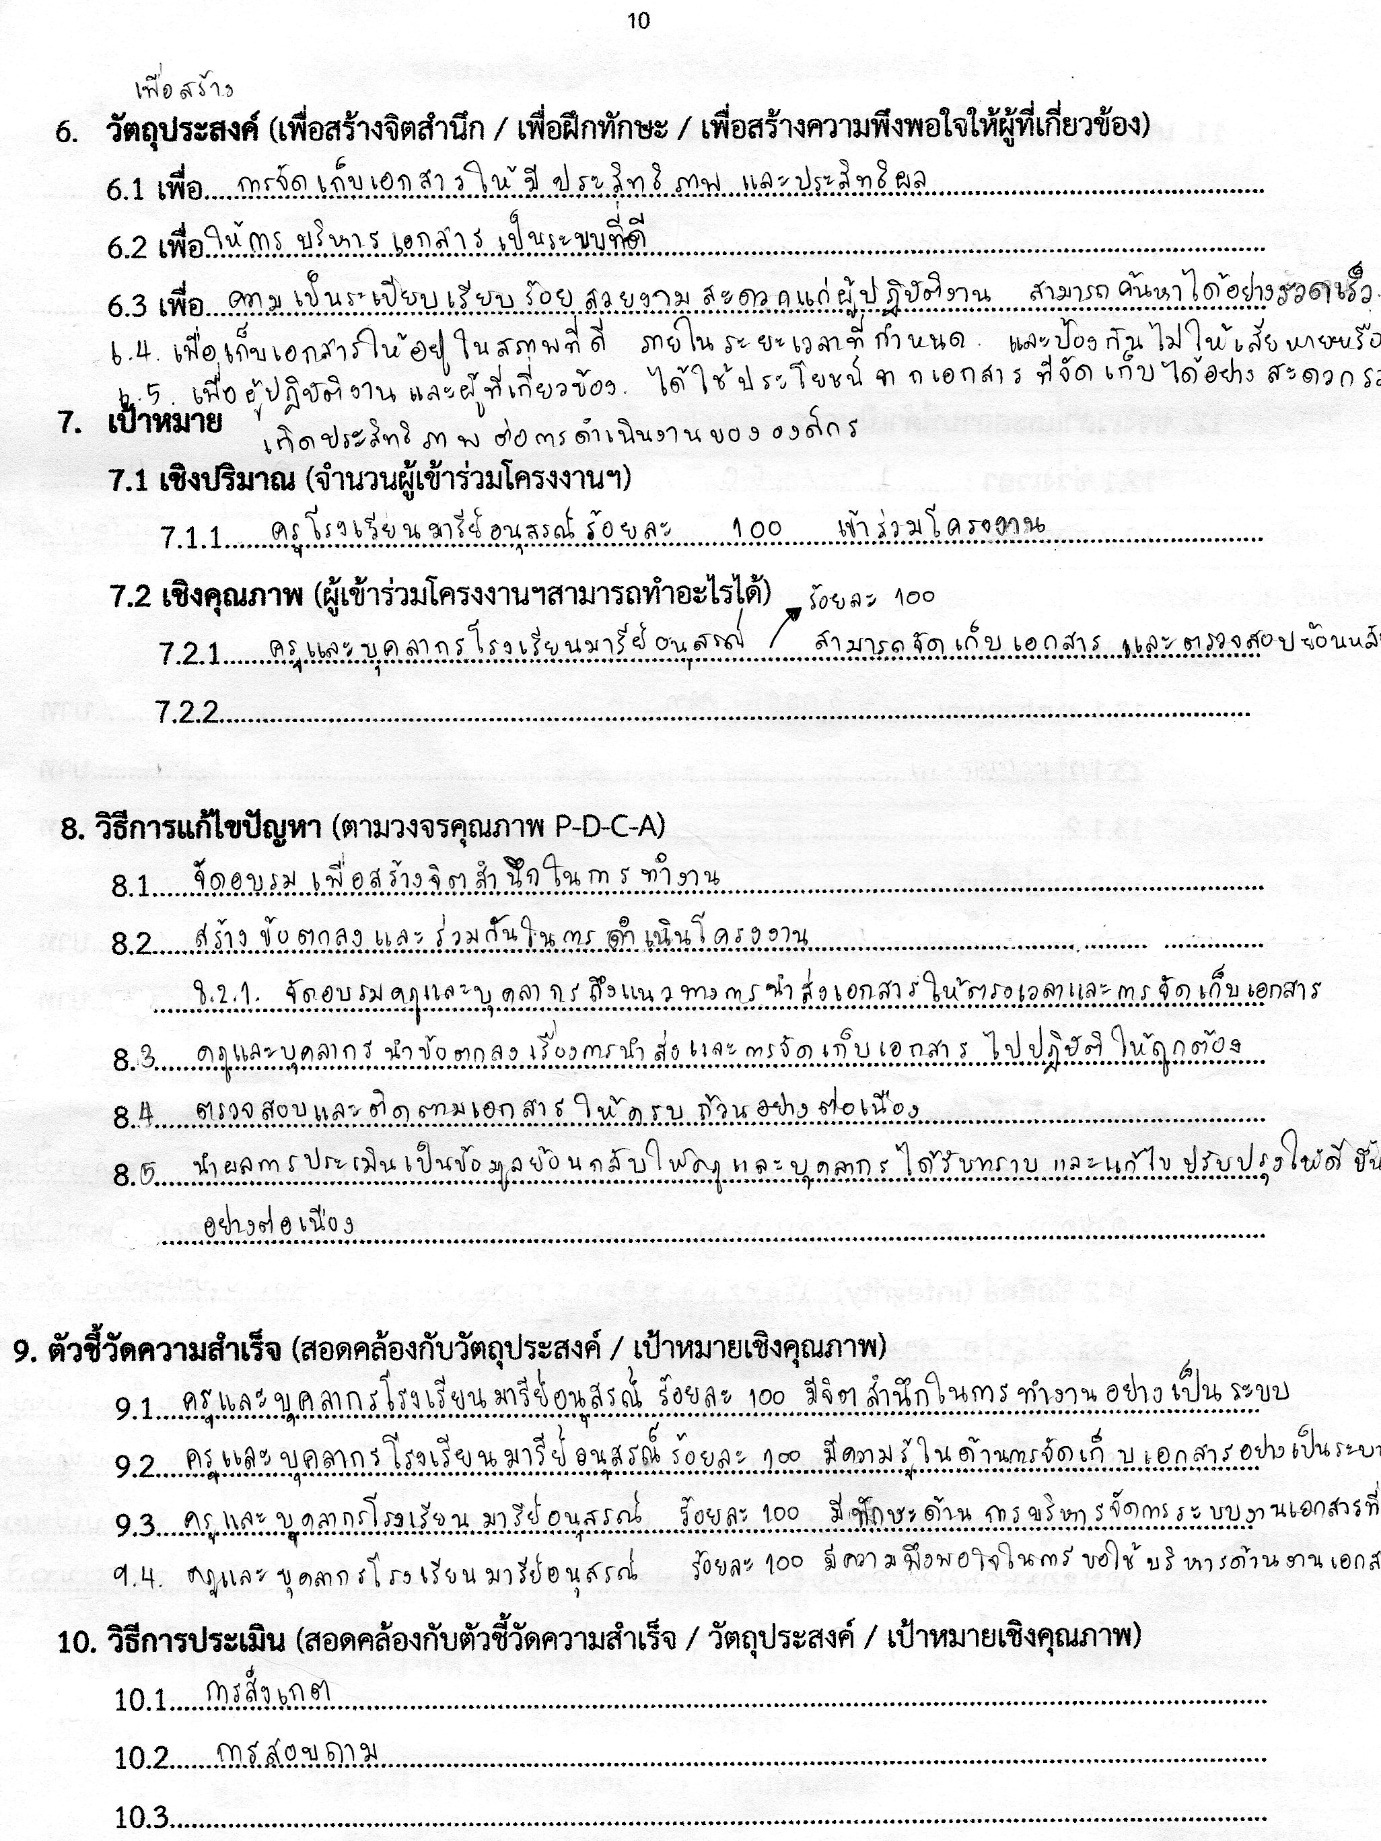 10
เพื่อสร้าง
6. วัตถุประสงค์ (เพื่อสร้างจิตสำนึก / เพื่อฝึกทักษะ / เพื่อสร้างความพึงพอใจให้ผู้ที่เกี่ยวข้อง)
6.1 เพื่อ การจัดเก็บเอกสารให้มีประสิทธิภาพ และประสิทธิผล
6.2 เพื่อ ให้การบริหารเอกสารเป็นระบบที่ดี
6.3 เพื่อ ความเป็นระเบียบเรียบร้อยสวยงามสะดวกแก่ผู้ปฏิบัติงาน สามารถค้นหาได้อย่างรวดเร็ว
6.4. เพื่อเก็บเอกสารให้อยู่ในสภาพที่ดี ภายในระยะเวลาที่กำหนด และป้องกันไม่ให้เสียหายหรือ
6.5. เพื่อผู้ปฏิบัติงานและผู้ที่เกี่ยวข้อง. ได้ใช้ประโยชน์จากเอกสารที่จัดเก็บได้อย่างสะดวก
7. เป้าหมาย
เกิดประสิทธิภาพต่อการดำเนินงานขององค์กร
7.1 เชิงปริมาณ (จำนวนผู้เข้าร่วมโครงงานฯ)
7.1.1 ครูโรงเรียนมารีย์อนุสรณ์ร้อยละ 100 เข้าร่วมโครงงาน
7.2 เชิงคุณภาพ (ผู้เข้าร่วมโครงงานฯสามารถทำอะไรได้) ร้อยละ 100
7.2.1 ครูและบุคลากรโรงเรียนมารีย์อนุสรณ์ สามารถจัดเก็บเอกสาร และตรวจสอบย้อนหลัง
7.2.2
8. วิธีการแก้ไขปัญหา (ตามวงจรคุณภาพ P-D-C-A)
8.1 จัดอบรมเพื่อสร้างจิตสำนึกในการทำงาน
8.2 สร้างข้อตกลงและร่วมกันในการดำเนินโครงงาน
8.2.1. จัดอบรมครูและบุคลากรถึงแนวทางการนำส่งเอกสารให้ตรงเวลาและการจัดเก็บเอกสาร
8.3 ครูและบุคลากรนำข้อตกลงเรื่องการนำส่งและการจัดเก็บเอกสารไปปฏิบัติให้ถูกต้อง
8.4 ตรวจสอบและติดตามเอกสารให้ครบถ้วนอย่างต่อเนื่อง
8.5 นำผลการประเมินเป็นข้อมูลย้อนกลับให้ครูและบุคลากรได้รับทราบและแก้ไขปรับปรุงให้ดีขึ้น
อย่างต่อเนื่อง
9. ตัวชี้วัดความสำเร็จ (สอดคล้องกับวัตถุประสงค์ / เป้าหมายเชิงคุณภาพ)
9.1 ครูและบุคลากรโรงเรียนมารีย์อนุสรณ์ ร้อยละ 100 มีจิตสำนึกในการทำงานอย่างเป็นระบบ
9.2 ครูและบุคลากรโรงเรียนมารีย์อนุสรณ์ ร้อยละ 100 มีความรู้ในด้านการจัดเก็บเอกสารอย่างเป็นระบบ
9.3 ครูและบุคลากรโรงเรียนมารีย์อนุสรณ์ ร้อยละ 100 มีทักษะด้านการบริหารจัดการระบบงานเอกสารที่
9.4. ครูและบุคลากรโรงเรียนมารีย์อนุสรณ์ ร้อยละ 100 มีความพึงพอใจในการขอใช้บริหารด้านงานเอกส
10. วิธีการประเมิน (สอดคล้องกับตัวชี้วัดความสำเร็จ / วัตถุประสงค์ / เป้าหมายเชิงคุณภาพ)
10.1 การสังเกต
10.2 การสอบถาม
10.3